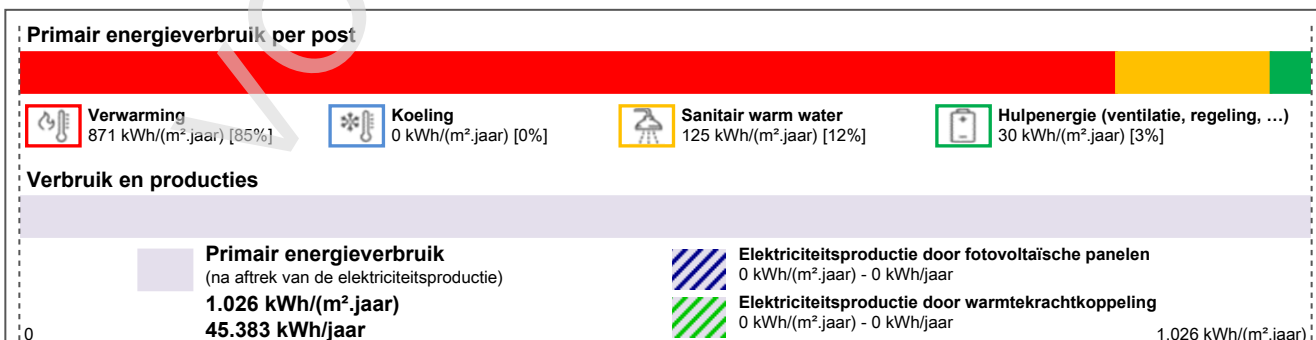 Primair energieverbruik per post
Verwarming
871 kWh/(m².jaar) [85%]
Koeling
0 kWh/(m².jaar) [0%]
Sanitair warm water
125 kWh/(m².jaar) [12%]
Hulpenergie (ventilatie, regeling, …)
30 kWh/(m².jaar) [3%]
Verbruik en producties
Primair energieverbruik
(na aftrek van de elektriciteitsproductie)
1.026 kWh/(m².jaar)
45.383 kWh/jaar
Elektriciteitsproductie door fotovoltaïsche panelen
0 kWh/(m².jaar) - 0 kWh/jaar
Elektriciteitsproductie door warmtekrachtkoppeling
0 kWh/(m².jaar) - 0 kWh/jaar
0
1.026 kWh/(m².jaar)